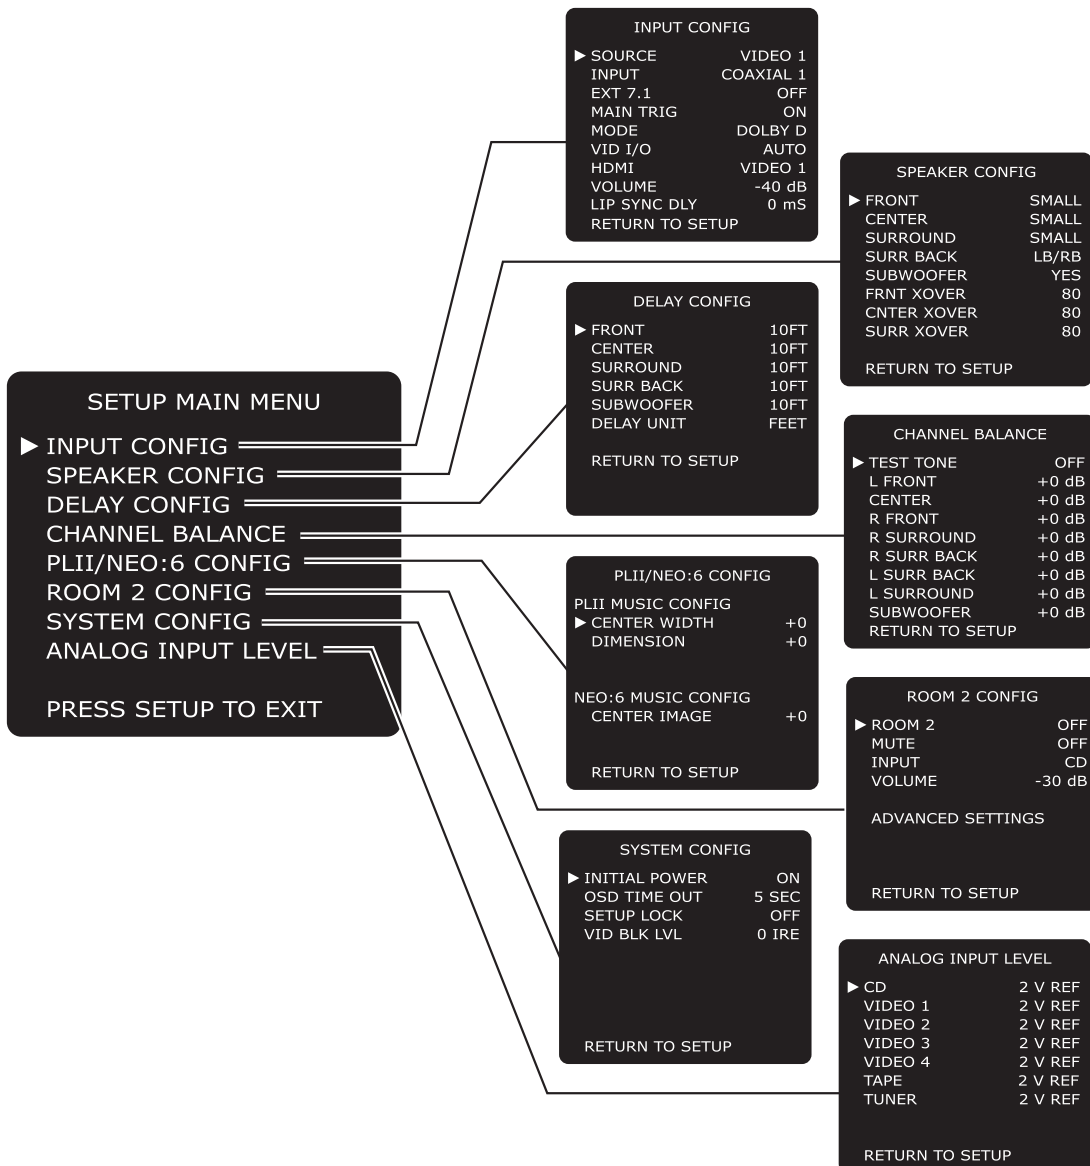 SETUP MAIN MENU
▶ INPUT CONFIG
SPEAKER CONFIG
DELAY CONFIG
CHANNEL BALANCE
PLII/NEO:6 CONFIG
ROOM 2 CONFIG
SYSTEM CONFIG
ANALOG INPUT LEVEL
PRESS SETUP TO EXIT
INPUT CONFIG
▶ SOURCE VIDEO 1
INPUT COAXIAL 1
EXT 7.1 OFF
MAIN TRIG ON
MODE DOLBY D
VID I/O AUTO
HDMI VIDEO 1
VOLUME -40 dB
LIP SYNC DLY 0 mS
RETURN TO SETUP
SPEAKER CONFIG
▶ FRONT SMALL
CENTER SMALL
SURROUND SMALL
SURR BACK LB/RB
SUBWOOFER YES
FRNT XOVER 80
CNTER XOVER 80
SURR XOVER 80
RETURN TO SETUP
DELAY CONFIG
▶ FRONT 10FT
CENTER 10FT
SURROUND 10FT
SURR BACK 10FT
SUBWOOFER 10FT
DELAY UNIT FEET
RETURN TO SETUP
CHANNEL BALANCE
▶ TEST TONE OFF
L FRONT +0 dB
CENTER +0 dB
R FRONT +0 dB
R SURROUND +0 dB
R SURR BACK +0 dB
L SURR BACK +0 dB
L SURROUND +0 dB
SUBWOOFER +0 dB
RETURN TO SETUP
PLII/NEO:6 CONFIG
PLII MUSIC CONFIG
▶ CENTER WIDTH +0
DIMENSION +0
NEO:6 MUSIC CONFIG
CENTER IMAGE +0
RETURN TO SETUP
ROOM 2 CONFIG
▶ ROOM 2 OFF
MUTE OFF
INPUT CD
VOLUME -30 dB
ADVANCED SETTINGS
RETURN TO SETUP
SYSTEM CONFIG
▶ INITIAL POWER ON
OSD TIME OUT 5 SEC
SETUP LOCK OFF
VID BLK LVL 0 IRE
RETURN TO SETUP
ANALOG INPUT LEVEL
▶ CD 2 V REF
VIDEO 1 2 V REF
VIDEO 2 2 V REF
VIDEO 3 2 V REF
VIDEO 4 2 V REF
TAPE 2 V REF
TUNER 2 V REF
RETURN TO SETUP